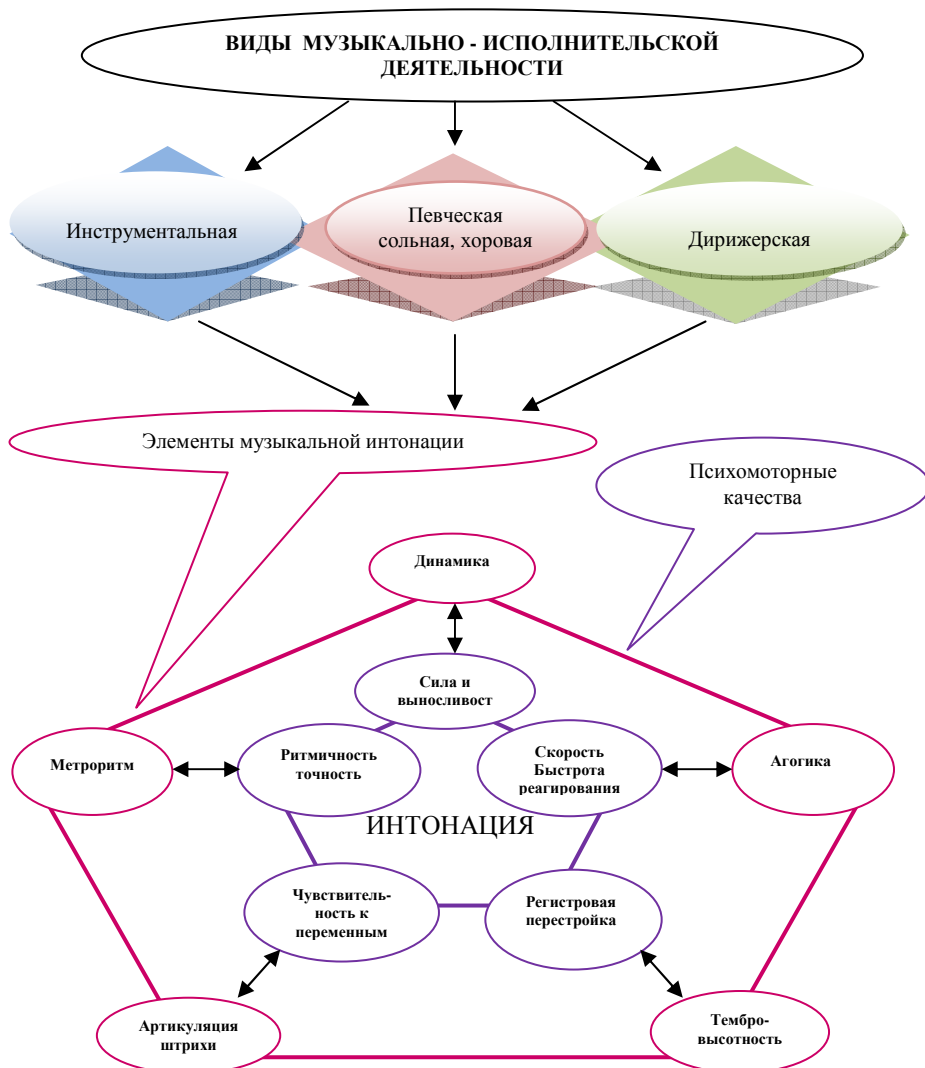 ВИДЫ МУЗЫКАЛЬНО - ИСПОЛНИТЕЛЬСКОЙ
ДЕЯТЕЛЬНОСТИ
Инструментальная
Певческая
сольная, хоровая
Дирижерская
Элементы музыкальной интонации
Психомоторные
качества
Динамика
Сила и
выносливост
Метроритм
Ритмичность
точность
Скорость
Быстрота
реагирования
Агогика
ИНТОНАЦИЯ
Чувствитель-
ность к
переменным
Регистровая
перестройка
Артикуляция
штрихи
Тембро-
высотность